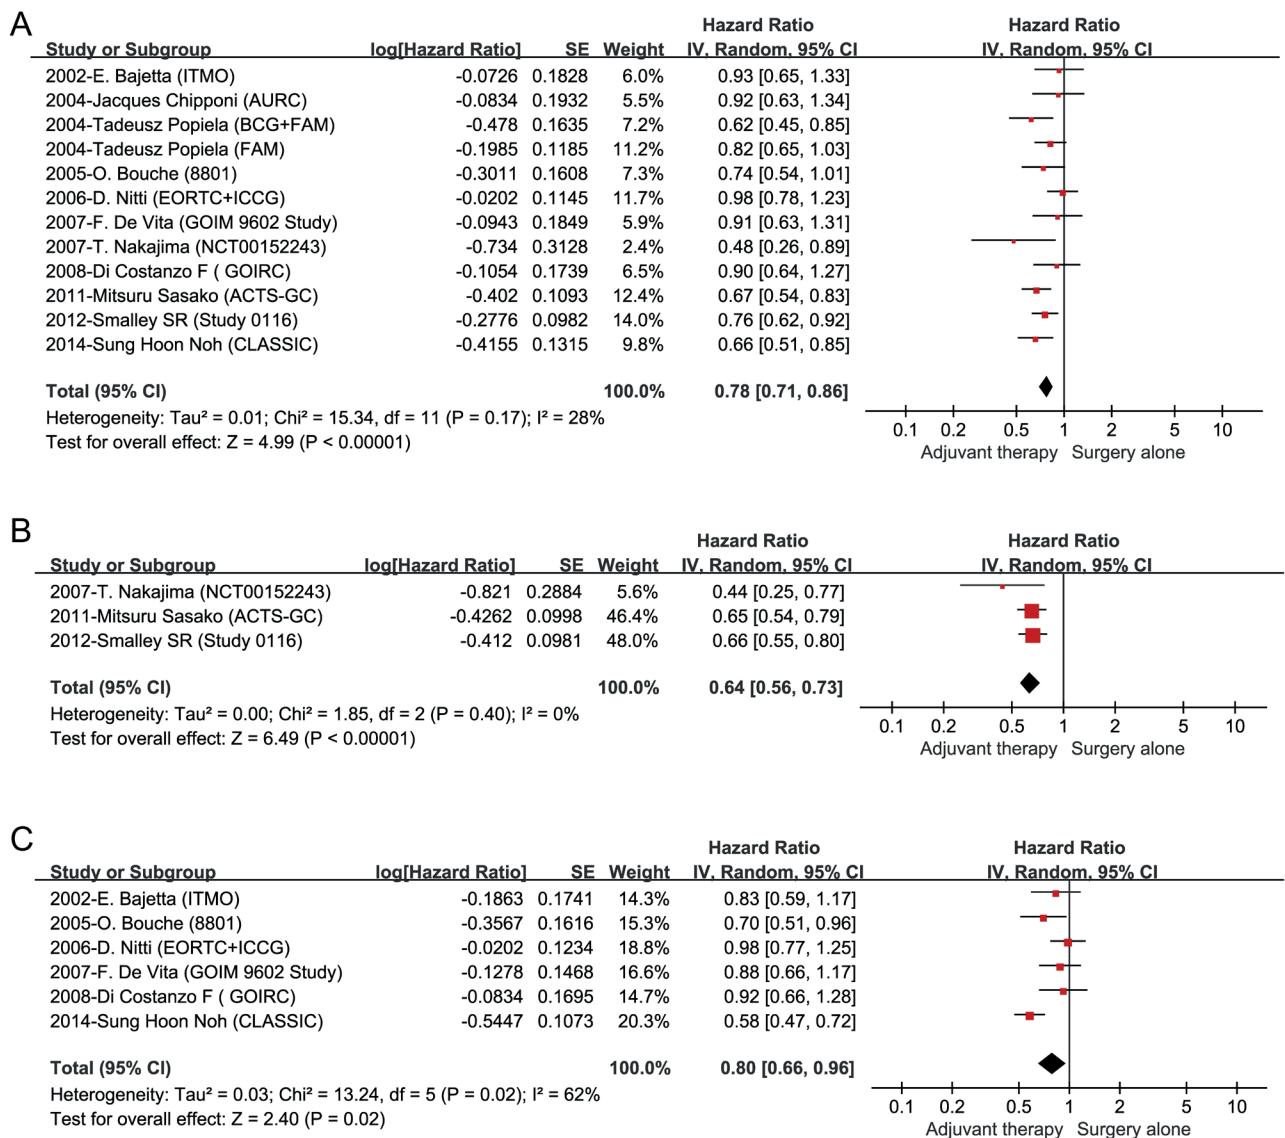 A
Hazard Ratio Hazard Ratio
Study or Subgroup log[Hazard Ratio] SE Weight IV, Random, 95% CI IV, Random, 95% CI
2002-E. Bajetta (ITMO) -0.0726 0.1828 6.0% 0.93 [0.65, 1.33]
2004-Jacques Chipponi (AURC) -0.0834 0.1932 5.5% 0.92 [0.63, 1.34]
2004-Tadeusz Popiela (BCG+FAM) -0.478 0.1635 7.2% 0.62 [0.45, 0.85]
2004-Tadeusz Popiela (FAM) -0.1985 0.1185 11.2% 0.82 [0.65, 1.03]
2005-O. Bouche (8801) -0.3011 0.1608 7.3% 0.74 [0.54, 1.01]
2006-D. Nitti (EORTC+ICCG) -0.0202 0.1145 11.7% 0.98 [0.78, 1.23]
2007-F. De Vita (GOIM 9602 Study) -0.0943 0.1849 5.9% 0.91 [0.63, 1.31]
2007-T. Nakajima (NCT00152243) -0.734 0.3128 2.4% 0.48 [0.26, 0.89]
2008-Di Costanzo F ( GOIRC) -0.1054 0.1739 6.5% 0.90 [0.64, 1.27]
2011-Mitsuru Sasako (ACTS-GC) -0.402 0.1093 12.4% 0.67 [0.54, 0.83]
2012-Smalley SR (Study 0116) -0.2776 0.0982 14.0% 0.76 [0.62, 0.92]
2014-Sung Hoon Noh (CLASSIC) -0.4155 0.1315 9.8% 0.66 [0.51, 0.85]
Total (95% CI) 100.0% 0.78 [0.71, 0.86]
Heterogeneity: Tau² = 0.01; Chi² = 15.34, df = 11 (P = 0.17); I² = 28%
Test for overall effect: Z = 4.99 (P < 0.00001)
0.1 0.2 0.5 1 2 5 10
Adjuvant therapy Surgery alone
B
Hazard Ratio Hazard Ratio
Study or Subgroup log[Hazard Ratio] SE Weight IV, Random, 95% CI IV, Random, 95% CI
2007-T. Nakajima (NCT00152243) -0.821 0.2884 5.6% 0.44 [0.25, 0.77]
2011-Mitsuru Sasako (ACTS-GC) -0.4262 0.0998 46.4% 0.65 [0.54, 0.79]
2012-Smalley SR (Study 0116) -0.412 0.0981 48.0% 0.66 [0.55, 0.80]
Total (95% CI) 100.0% 0.64 [0.56, 0.73]
Heterogeneity: Tau² = 0.00; Chi² = 1.85, df = 2 (P = 0.40); I² = 0%
Test for overall effect: Z = 6.49 (P < 0.00001)
0.1 0.2 0.5 1 2 5 10
Adjuvant therapy Surgery alone
C
Hazard Ratio Hazard Ratio
Study or Subgroup log[Hazard Ratio] SE Weight IV, Random, 95% CI IV, Random, 95% CI
2002-E. Bajetta (ITMO) -0.1863 0.1741 14.3% 0.83 [0.59, 1.17]
2005-O. Bouche (8801) -0.3567 0.1616 15.3% 0.70 [0.51, 0.96]
2006-D. Nitti (EORTC+ICCG) -0.0202 0.1234 18.8% 0.98 [0.77, 1.25]
2007-F. De Vita (GOIM 9602 Study) -0.1278 0.1468 16.6% 0.88 [0.66, 1.17]
2008-Di Costanzo F ( GOIRC) -0.0834 0.1695 14.7% 0.92 [0.66, 1.28]
2014-Sung Hoon Noh (CLASSIC) -0.5447 0.1073 20.3% 0.58 [0.47, 0.72]
Total (95% CI) 100.0% 0.80 [0.66, 0.96]
Heterogeneity: Tau² = 0.03; Chi² = 13.24, df = 5 (P = 0.02); I² = 62%
Test for overall effect: Z = 2.40 (P = 0.02)
0.1 0.2 0.5 1 2 5 10
Adjuvant therapy Surgery alone